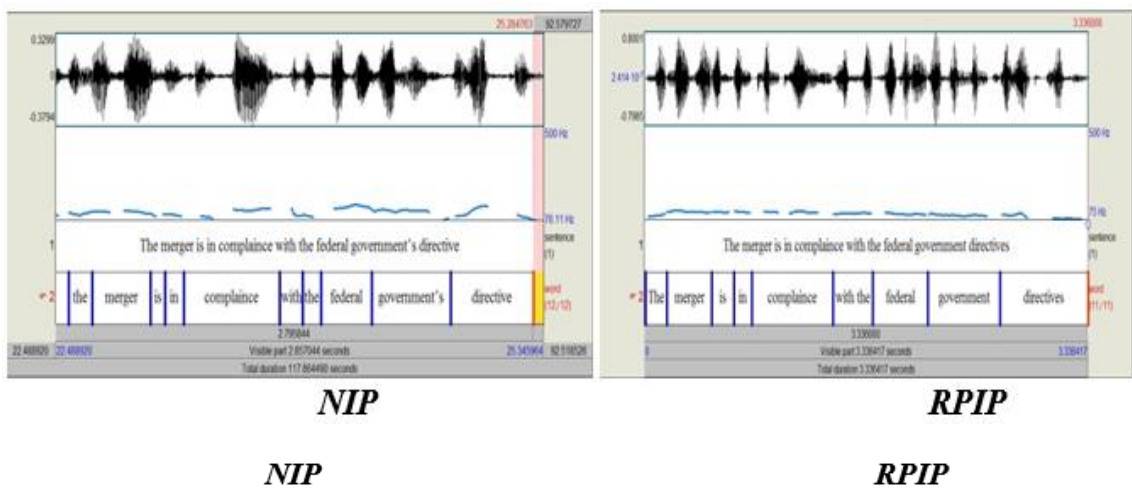 25.284763 92.579727
0.3299
0
-0.3794
500 Hz
76.11 Hz
1
The merger is in complaince with the federal government's directive
sentence
(1)
2
the merger is in complaince with the federal government's directive
word
(12/12)
2.795844
22.488920 22.488920 Visible part 2.857044 seconds 25.345964 92.518526
Total duration 117.864490 seconds
3.336088
0.8001
-0.7985
500 Hz
75 Hz
1
The merger is in complaince with the federal government directives
sentence
(1)
2
The merger is in complaince with the federal government directives
word
(11/11)
0 Visible part 3.336417 seconds 3.336417
Total duration 3.336417 seconds
NIP RPIP
NIP RPIP